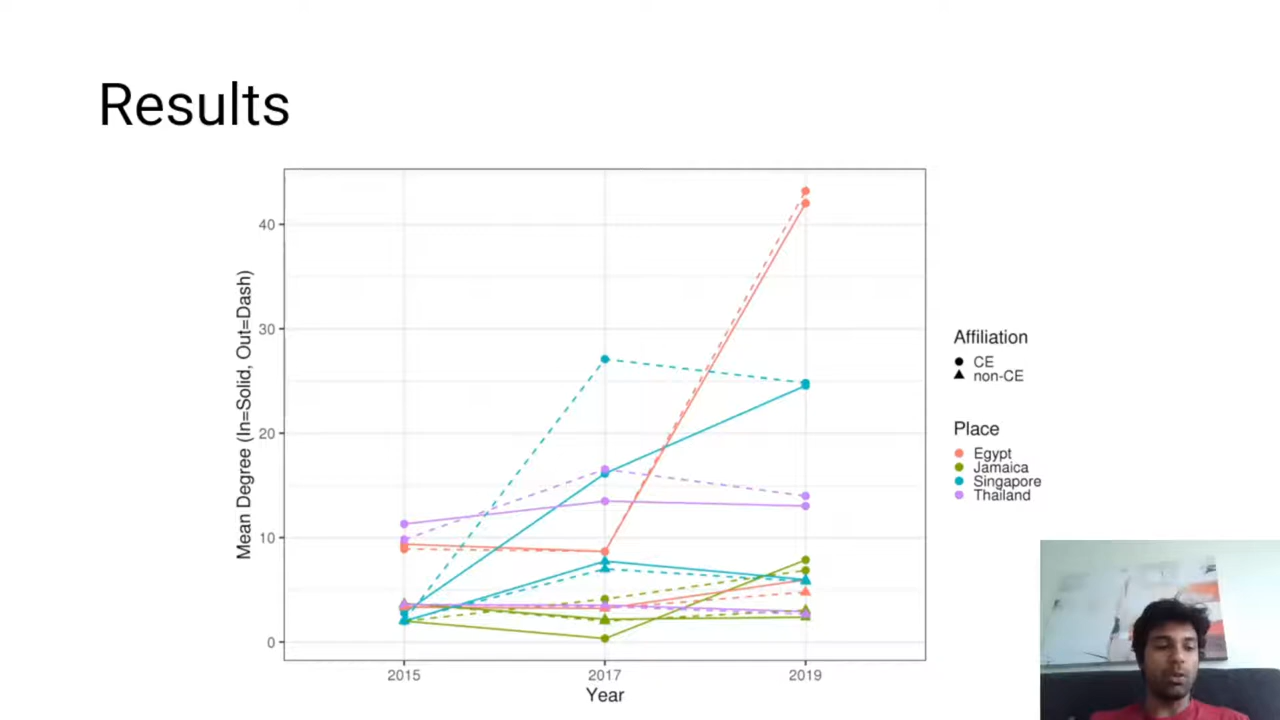 Results
Mean Degree (In=Solid, Out=Dash)
40
30
20
10
0
2015
2017
2019
Year
Affiliation
CE
non-CE
Place
Egypt
Jamaica
Singapore
Thailand